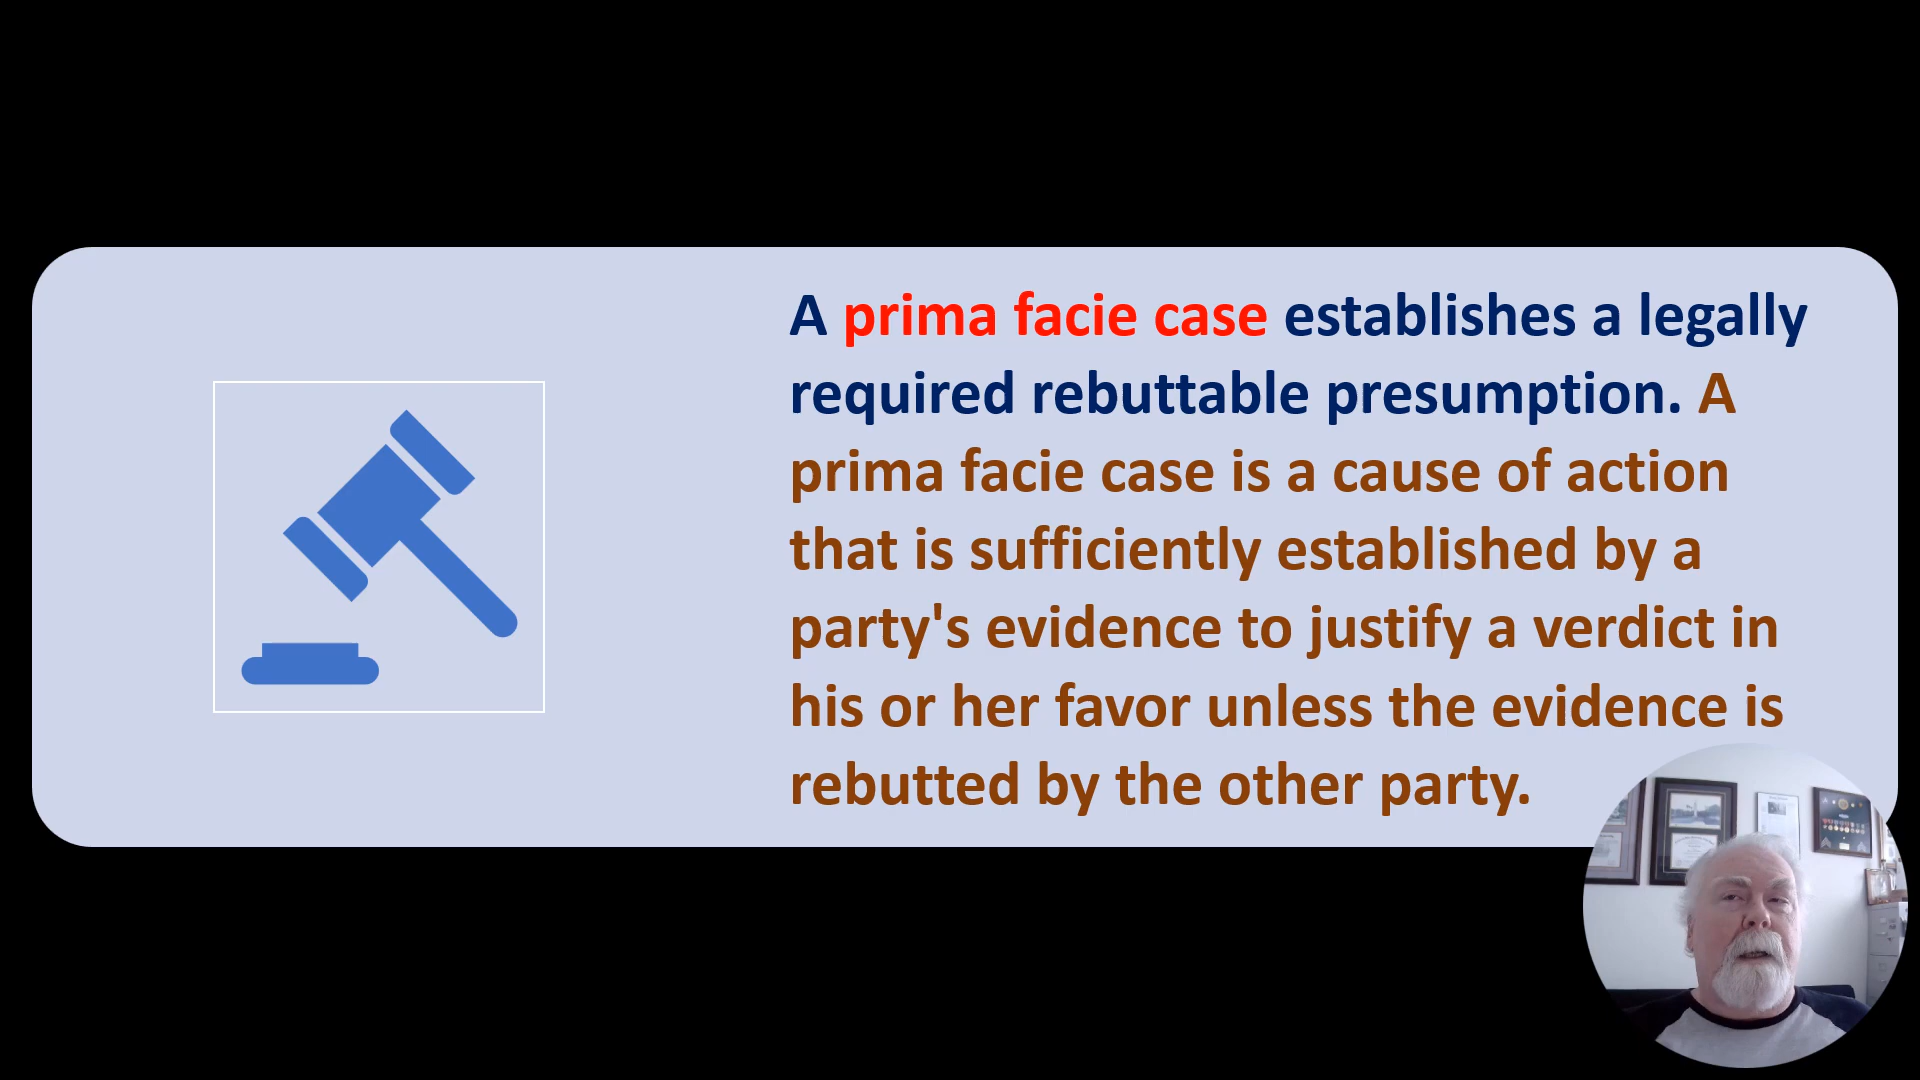 A prima facie case establishes a legally
required rebuttable presumption. A
prima facie case is a cause of action
that is sufficiently established by a
party's evidence to justify a verdict in
his or her favor unless the evidence is
rebutted by the other party.